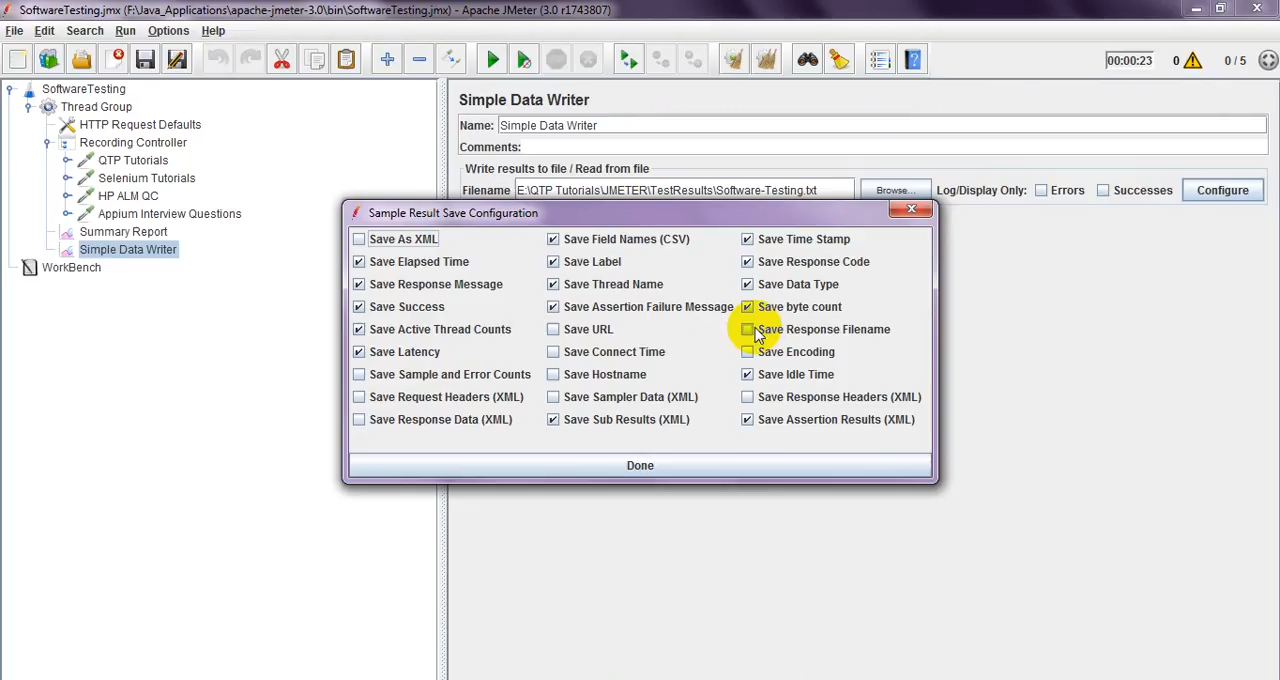 SoftwareTesting.jmx (F:\Java_Applications\apache-jmeter-3.0\bin\SoftwareTesting.jmx) - Apache JMeter (3.0 r1743807)
File Edit Search Run Options Help
00:00:23 0 0 / 5
SoftwareTesting
Thread Group
HTTP Request Defaults
Recording Controller
QTP Tutorials
Selenium Tutorials
HP ALM QC
Appium Interview Questions
Summary Report
Simple Data Writer
WorkBench
Simple Data Writer
Name: Simple Data Writer
Comments:
Write results to file / Read from file
Filename E:\QTP Tutorials\JMETER\TestResults\Software-Testing.txt Browse... Log/Display Only: Errors Successes Configure
Sample Result Save Configuration
Save As XML Save Field Names (CSV) Save Time Stamp
Save Elapsed Time Save Label Save Response Code
Save Response Message Save Thread Name Save Data Type
Save Success Save Assertion Failure Message Save byte count
Save Active Thread Counts Save URL Save Response Filename
Save Latency Save Connect Time Save Encoding
Save Sample and Error Counts Save Hostname Save Idle Time
Save Request Headers (XML) Save Sampler Data (XML) Save Response Headers (XML)
Save Response Data (XML) Save Sub Results (XML) Save Assertion Results (XML)
Done